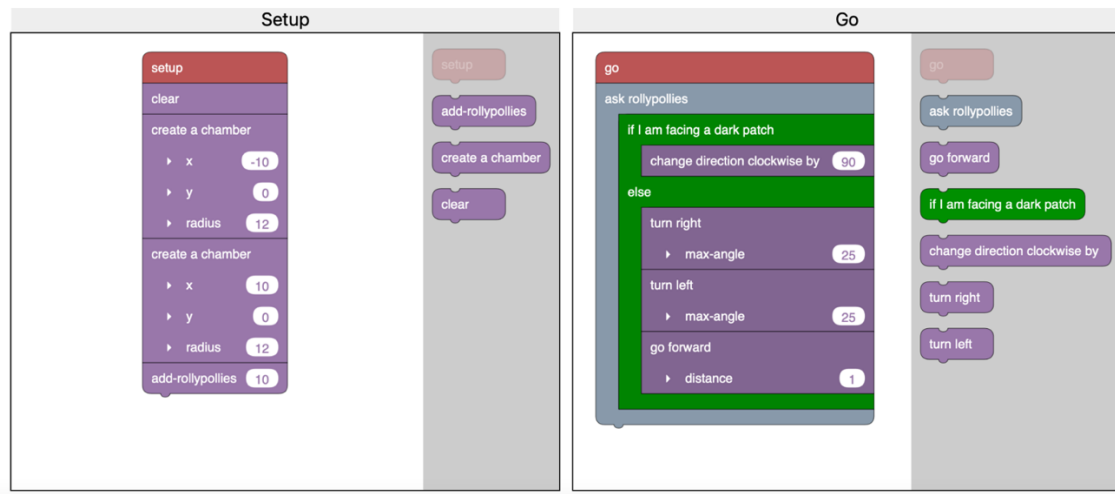 Setup
setup
clear
create a chamber
x -10
y 0
radius 12
create a chamber
x 10
y 0
radius 12
add-rollypollies 10
setup
add-rollypollies
create a chamber
clear
Go
go
ask rollypollies
if I am facing a dark patch
change direction clockwise by 90
else
turn right
max-angle 25
turn left
max-angle 25
go forward
distance 1
go
ask rollypollies
go forward
if I am facing a dark patch
change direction clockwise by
turn right
turn left